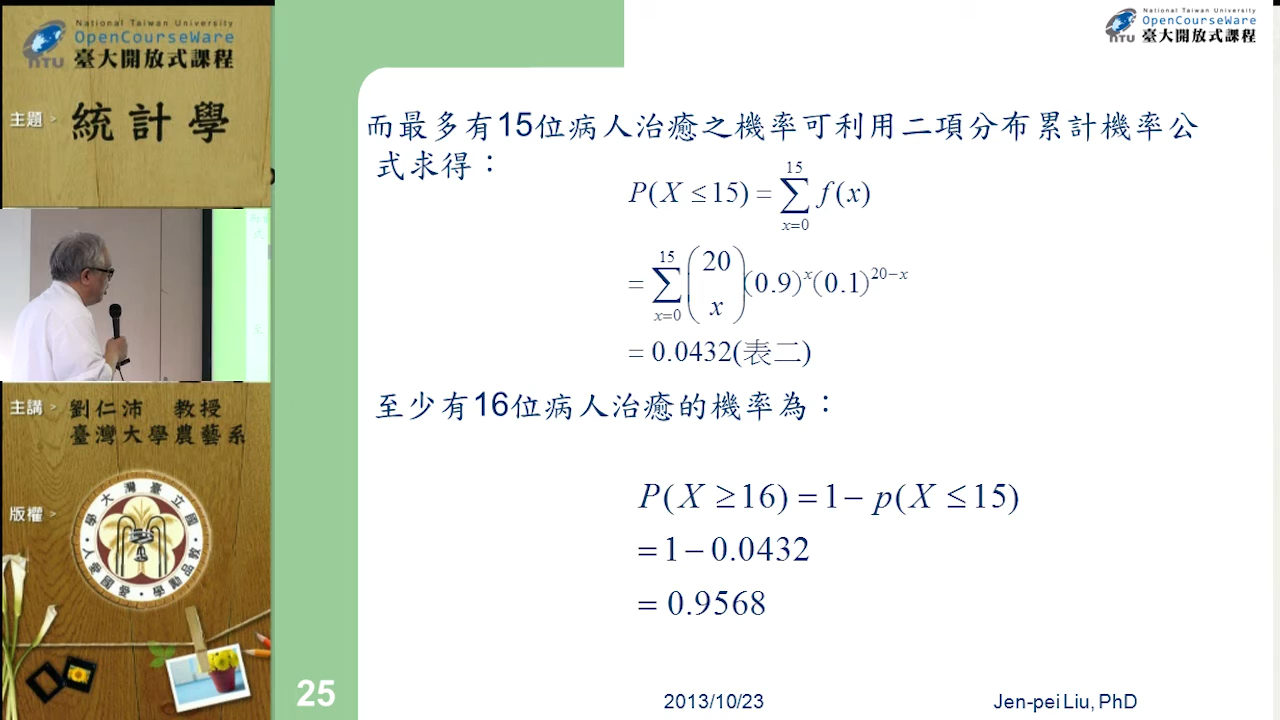 National Taiwan University
OpenCourseWare
NTU 臺大開放式課程
主題 > 統計學
主講 > 劉仁沛 教授
臺灣大學農藝系
版權 >
National Taiwan University
OpenCourseWare
NTU 臺大開放式課程
而最多有15位病人治癒之機率可利用二項分布累計機率公
式求得：
P(X ≤ 15) = ∑_{x=0}^{15} f(x)
= ∑_{x=0}^{15} \binom{20}{x} (0.9)^x (0.1)^{20−x}
= 0.0432(表二)
至少有16位病人治癒的機率為：
P(X ≥ 16) = 1 − p(X ≤ 15)
= 1 − 0.0432
= 0.9568
25
2013/10/23
Jen-pei Liu, PhD